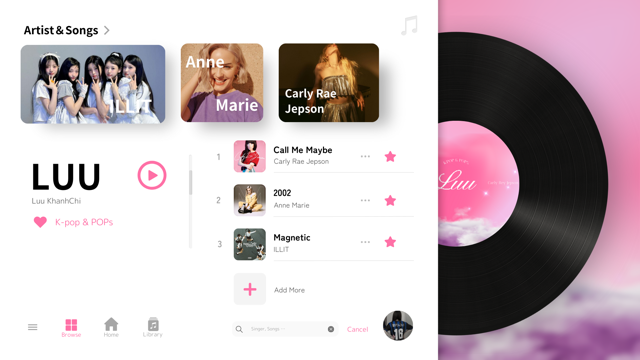 Artist & Songs
ILLIT
Anne
Marie
Carly Rae
Jepson
LUU
Luu KhanhChi
K-pop & POPs
1
Call Me Maybe
Carly Rae Jepson
2
2002
Anne Marie
3
Magnetic
ILLIT
Add More
Browse
Home
Library
Singer, Songs
Cancel
18
Luu